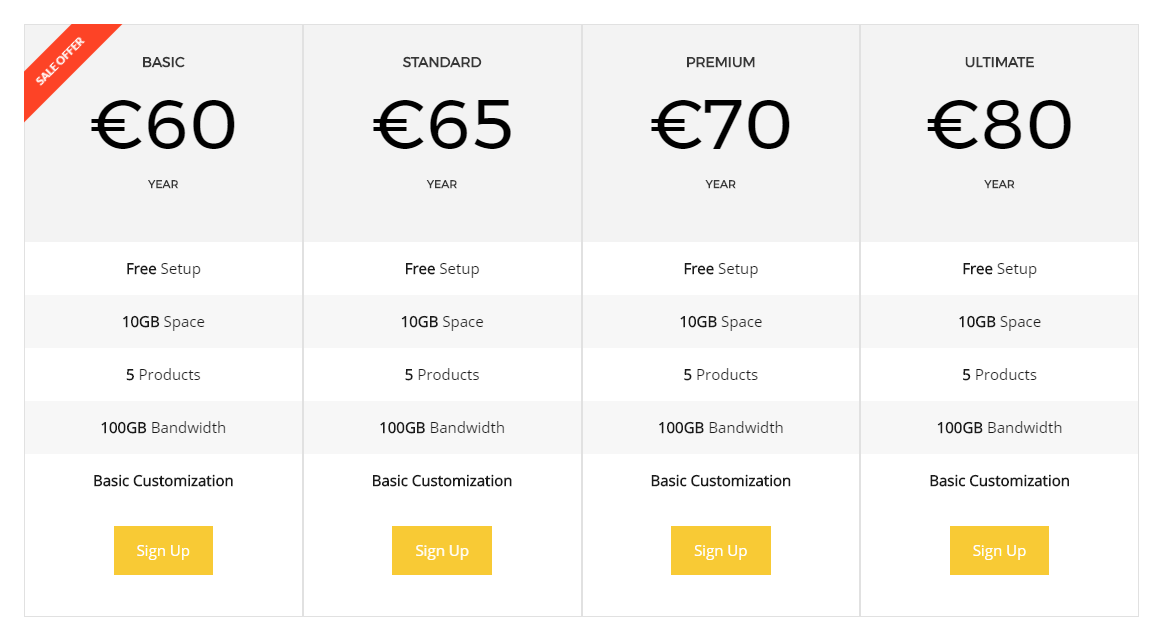 SALE OFFER
BASIC
€60
YEAR
Free Setup
10GB Space
5 Products
100GB Bandwidth
Basic Customization
Sign Up
STANDARD
€65
YEAR
Free Setup
10GB Space
5 Products
100GB Bandwidth
Basic Customization
Sign Up
PREMIUM
€70
YEAR
Free Setup
10GB Space
5 Products
100GB Bandwidth
Basic Customization
Sign Up
ULTIMATE
€80
YEAR
Free Setup
10GB Space
5 Products
100GB Bandwidth
Basic Customization
Sign Up